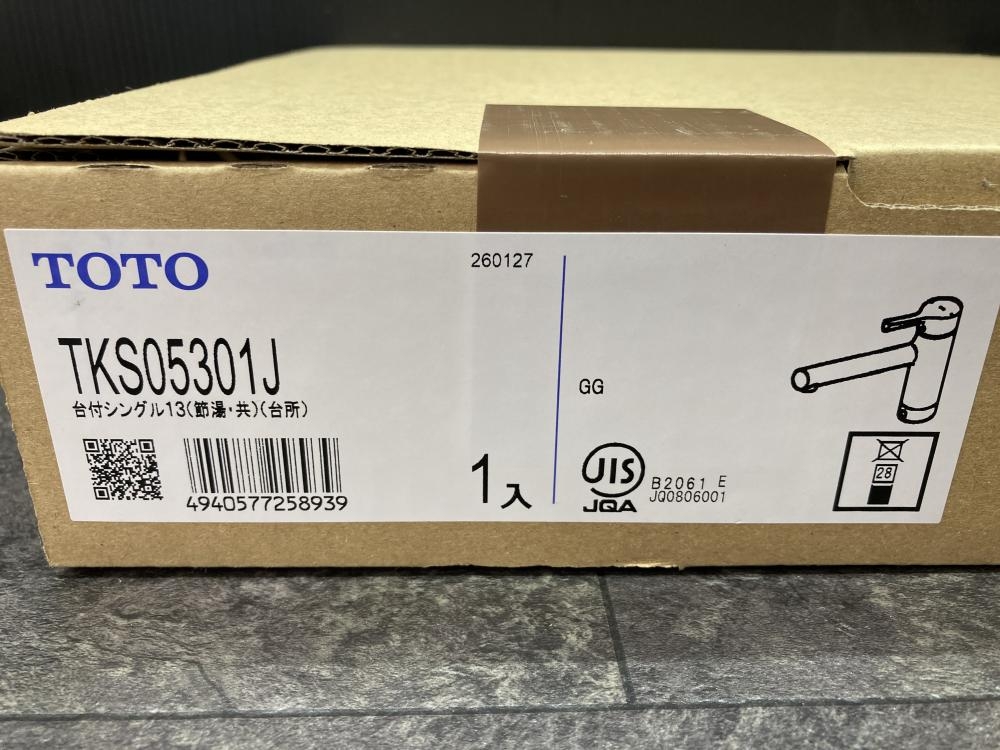 TOTO
260127
TKS05301J
台付シングル13(節湯・共)(台所)
4940577258939
1入
GG
JIS
JQA
B2061 E
JQ0806001
28